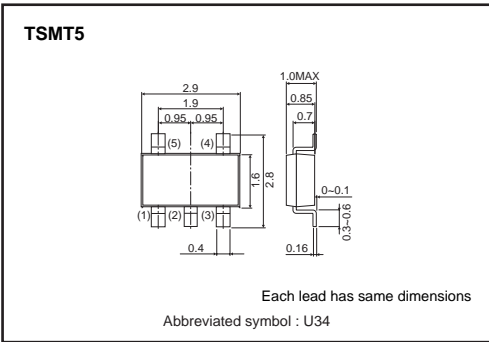 TSMT5
1.0MAX
2.9
0.85
1.9
0.7
0.95 0.95
(5) (4)
1.6
2.8
0~0.1
(1) (2) (3)
0.3~0.6
0.4
0.16
Each lead has same dimensions
Abbreviated symbol : U34